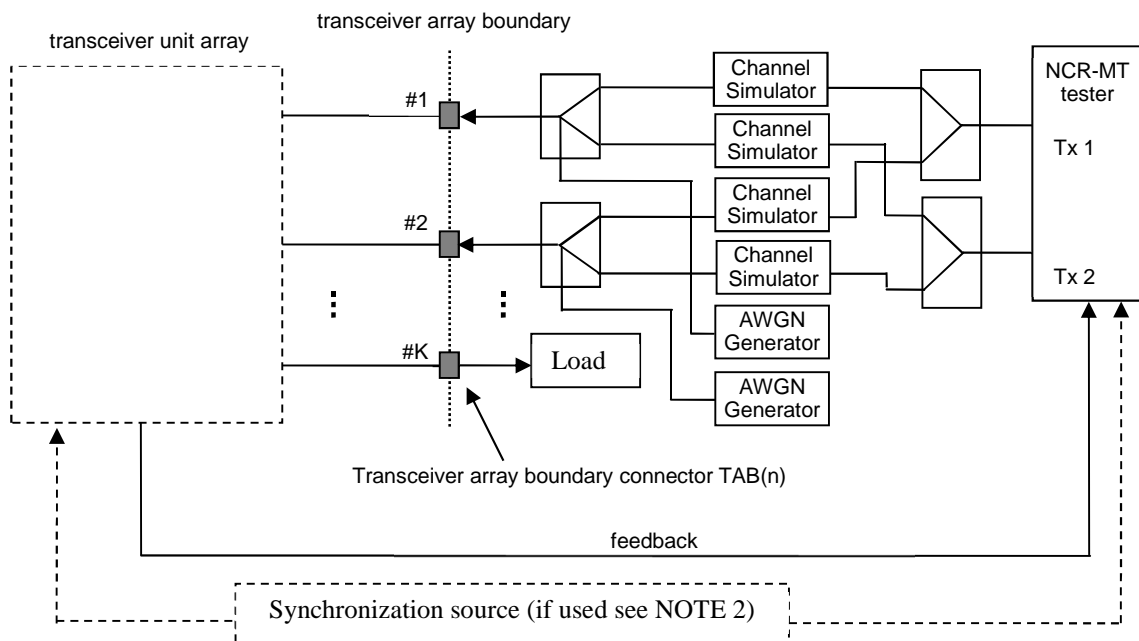 transceiver array boundary
transceiver unit array
#1
Channel
Simulator
NCR-MT
tester
Channel
Simulator
Tx 1
Channel
Simulator
#2
Channel
Simulator
Tx 2
AWGN
Generator
#K
Load
AWGN
Generator
Transceiver array boundary connector TAB(n)
feedback
Synchronization source (if used see NOTE 2)